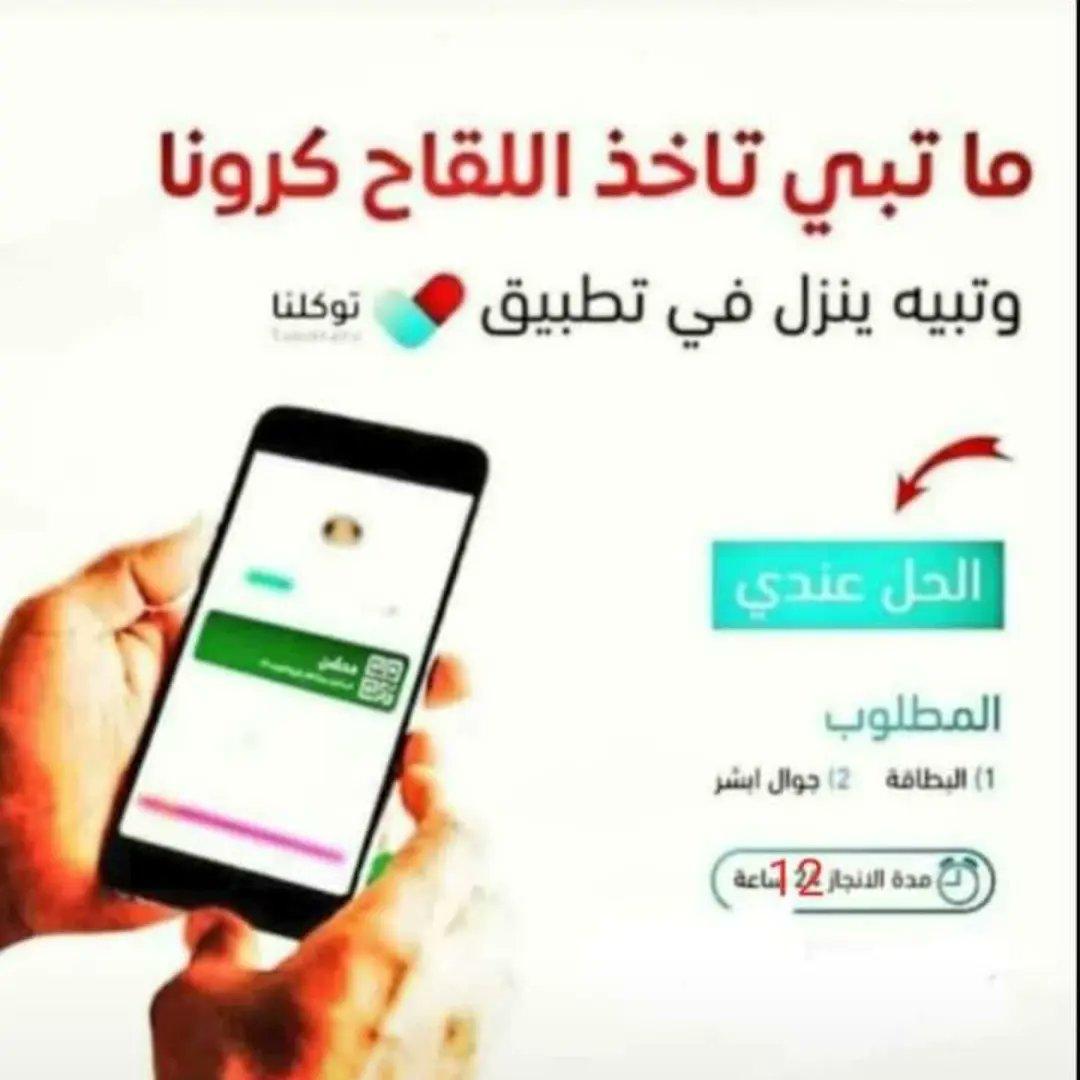 ما تبي تاخذ اللقاح كرونا
وتبيه ينزل في تطبيق توكلنا
الحل عندي
المطلوب
1) البطاقة 2) جوال ابشر
مدة الانجاز 12 ساعة
محصّن